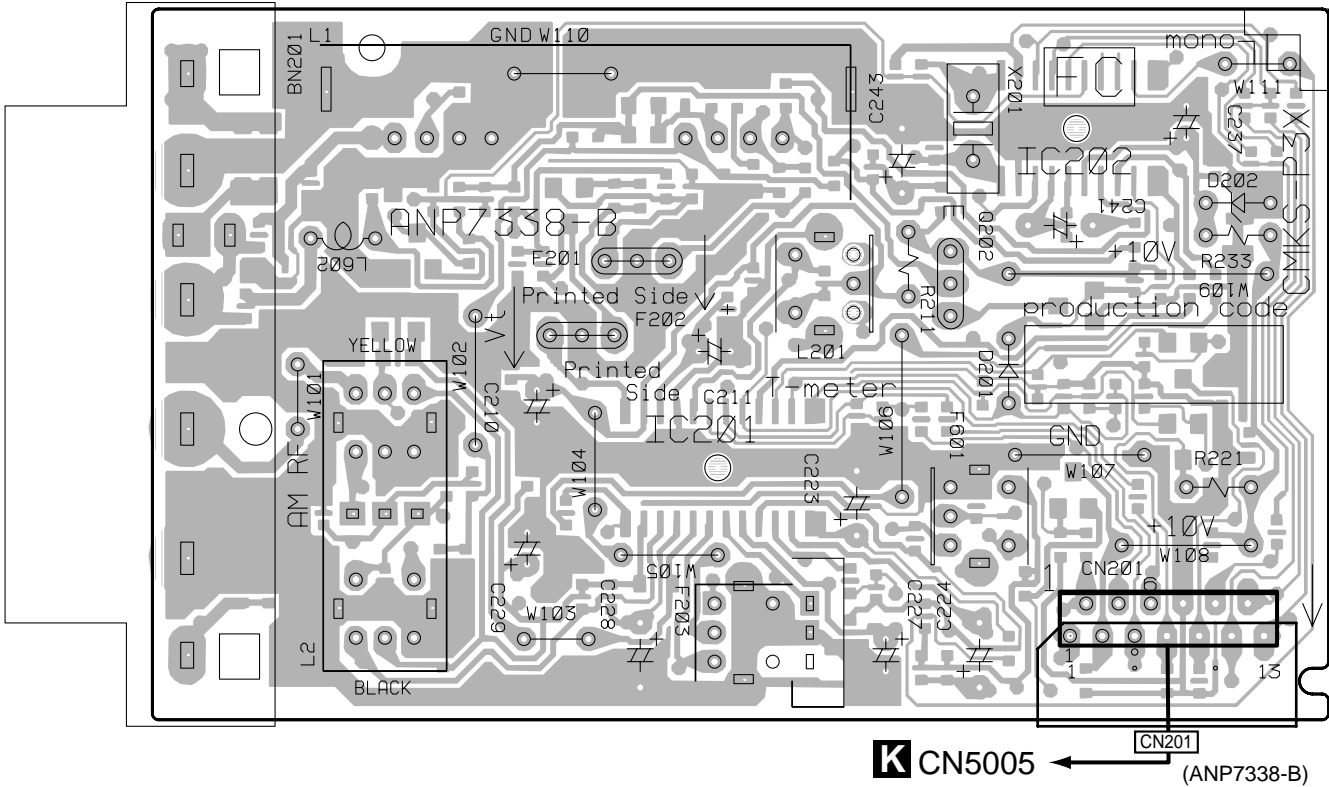 L1
GND W110
BN201
C243
X201
FC
mono
W111
C237
CMKS-P3X
IC202
D202
ANP7338-B
L602
F201
E
Q202
C241
+10V
R233
W109
Printed Side
F202
Vt
R211
production code
L201
YELLOW
W102
Printed
Side
D201
W101
C210
C211
T-meter
IC201
W106
F601
GND
W107
R221
AM RF
W104
C223
+10V
W108
W105
1
CN201
6
C229
W103
C228
F203
C227
C224
L2
1
13
BLACK
CN201
K CN5005
(ANP7338-B)